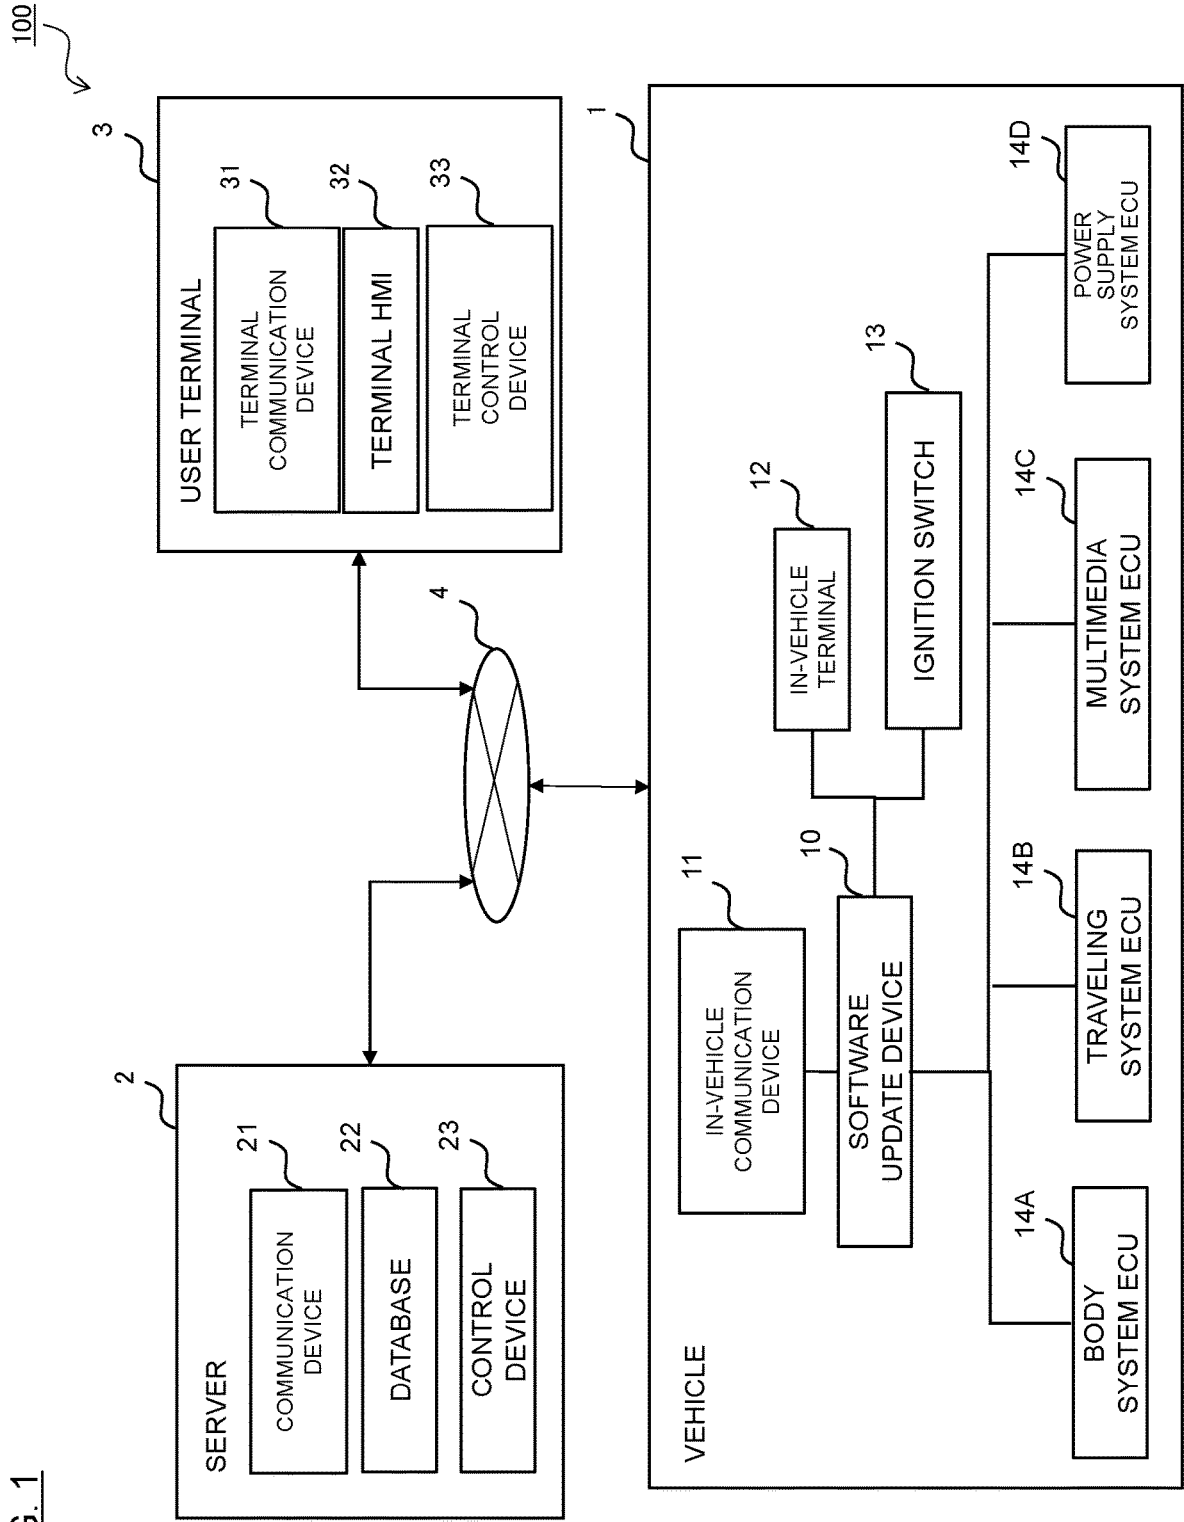 G. 1
100
2
SERVER
21
COMMUNICATION
DEVICE
22
DATABASE
23
CONTROL
DEVICE
3
USER TERMINAL
31
TERMINAL
COMMUNICATION
DEVICE
32
TERMINAL HMI
33
TERMINAL
CONTROL
DEVICE
4
1
VEHICLE
11
IN-VEHICLE
COMMUNICATION
DEVICE
10
SOFTWARE
UPDATE DEVICE
12
IN-VEHICLE
TERMINAL
13
IGNITION SWITCH
14A
BODY
SYSTEM ECU
14B
TRAVELING
SYSTEM ECU
14C
MULTIMEDIA
SYSTEM ECU
14D
POWER
SUPPLY
SYSTEM ECU